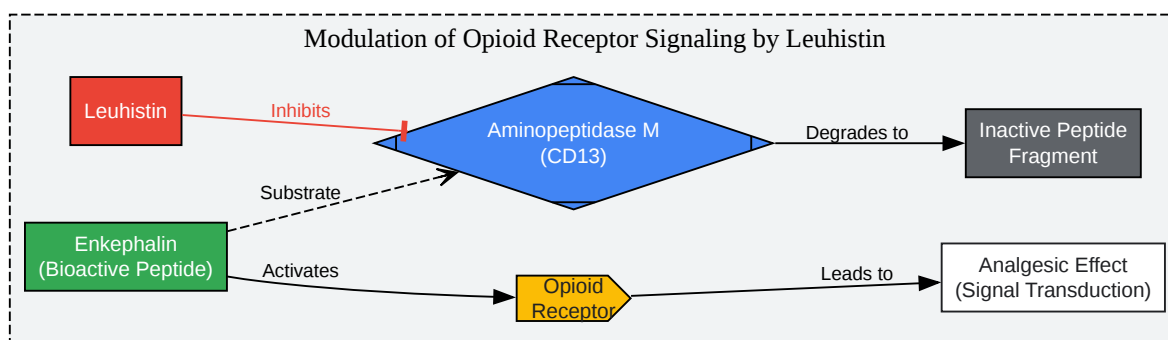 Modulation of Opioid Receptor Signaling by Leuhistin
Leuhistin
Inhibits
Aminopeptidase M
(CD13)
Degrades to
Inactive Peptide
Fragment
Substrate
Enkephalin
(Bioactive Peptide)
Activates
Opioid
Receptor
Leads to
Analgesic Effect
(Signal Transduction)